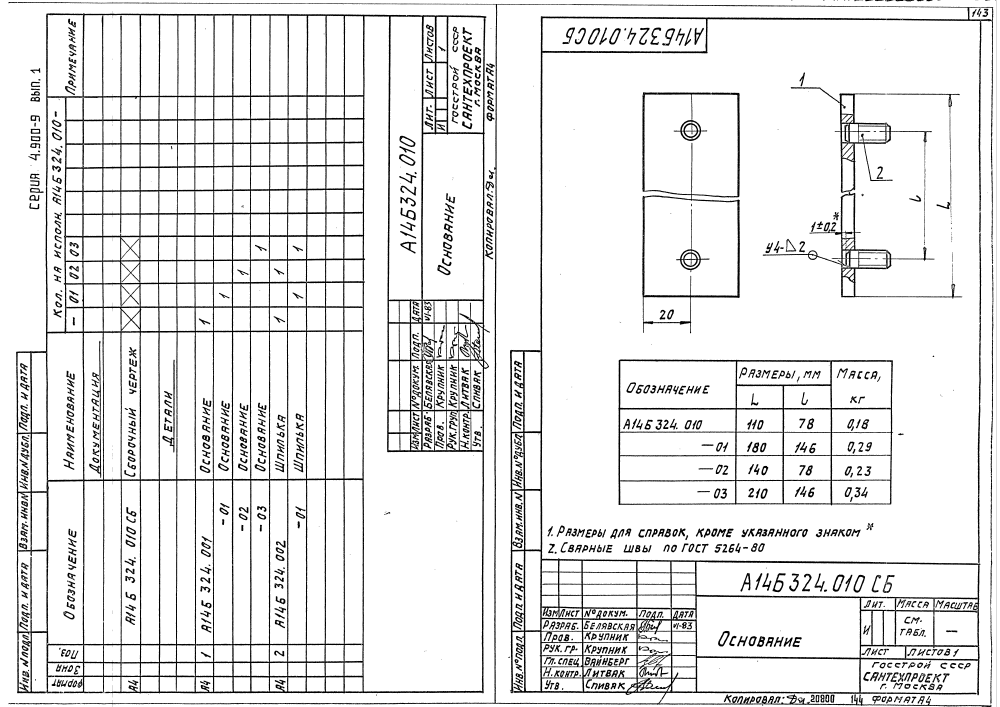 Серия 4.900-9 вып. 1
Формат
Зона
Поз.
Обозначение
Наименование
Кол. на исполн. А14Б 324.010-
— 01 02 03
Примечание
Документация
А4 А14Б 324.010 СБ Сборочный чертеж
Детали
А4 1 А14Б 324.001 Основание 1
- 01 Основание 1
- 02 Основание 1
- 03 Основание 1
А4 2 А14Б 324.002 Шпилька 1 1
- 01 Шпилька 1 1
Инв. N подл. Подп. и дата Взам. инв. N Инв. N дубл. Подп. и дата
А14Б324.010
Изм Лист № докум. Подп. Дата
Разраб. Белявская VI-83
Пров. Крупник
Рук. груп. Крупник
Н. контр. Литвак
Утв. Спивак
Основание
Лит. Лист Листов
И 1
Госстрой СССР
Сантехпроект
г. Москва
Копировал:
Формат А4
143
А14Б324.010СБ
1
2
1±0,2*
У4-◺2
l
L
20
Обозначение Размеры, мм Масса, кг
L l
А14Б 324.010 110 78 0,18
— 01 180 146 0,29
— 02 140 78 0,23
— 03 210 146 0,34
1. Размеры для справок, кроме указанного знаком *
2. Сварные швы по ГОСТ 5264-80
Инв. № подл. Подп. и дата Взам. инв. N Инв. № дубл. Подп. и дата
А14Б324.010 СБ
Изм Лист № докум. Подп. Дата
Разраб. Белявская VI-83
Пров. Крупник
Рук. гр. Крупник
Гл. спец. Вайнберг
Н. контр. Литвак
Утв. Спивак
Основание
Лит. Масса Масштаб
И см. табл. —
Лист Листов 1
Госстрой СССР
Сантехпроект
г. Москва
Копировал: 20800 144 Формат А4